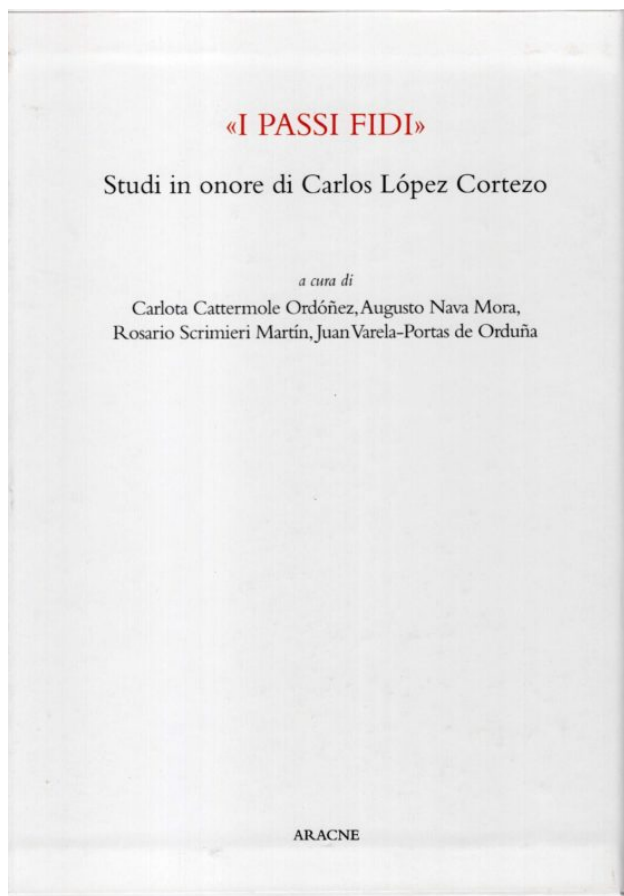 «I PASSI FIDI»
Studi in onore di Carlos López Cortezo
a cura di
Carlota Cattermole Ordóñez, Augusto Nava Mora,
Rosario Scrimieri Martín, Juan Varela-Portas de Orduña
ARACNE